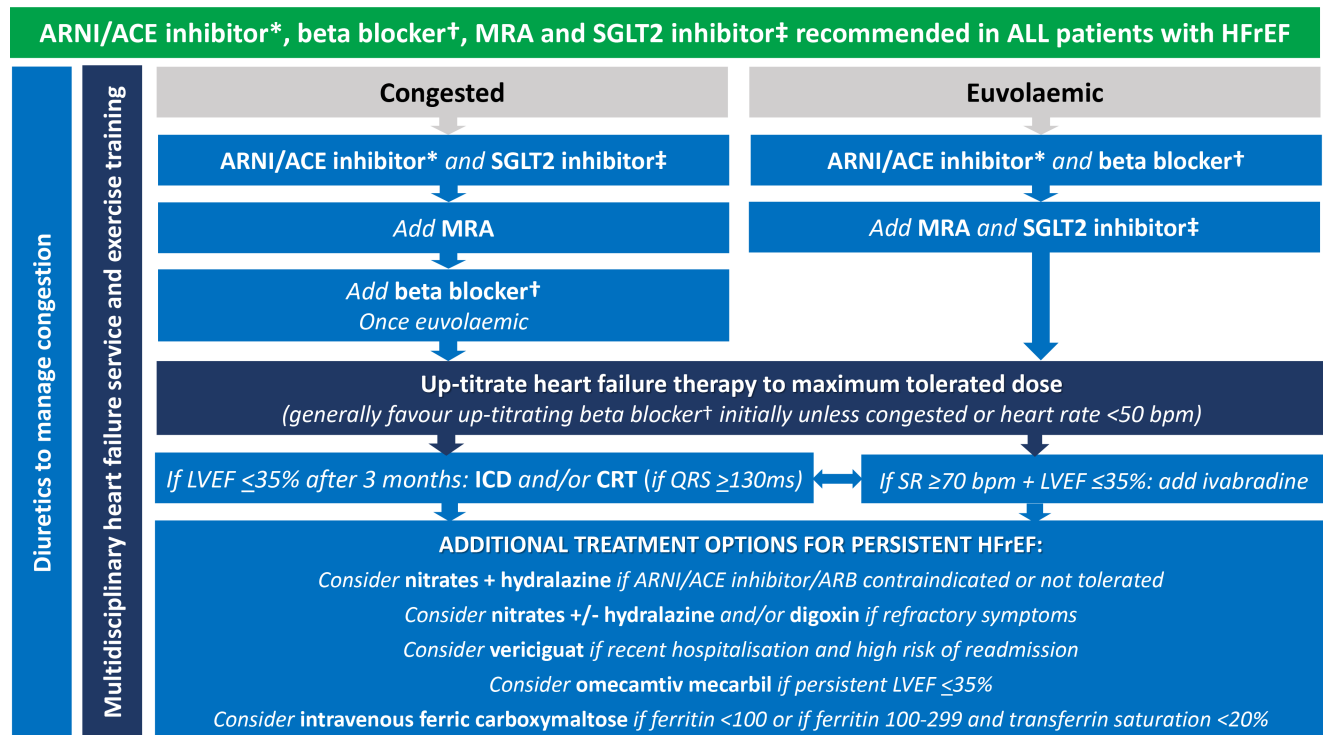 ARNI/ACE inhibitor*, beta blocker†, MRA and SGLT2 inhibitor‡ recommended in ALL patients with HFrEF
Diuretics to manage congestion
Multidisciplinary heart failure service and exercise training
Congested
ARNI/ACE inhibitor* and SGLT2 inhibitor‡
Add MRA
Add beta blocker†
Once euvolaemic
Euvolaemic
ARNI/ACE inhibitor* and beta blocker†
Add MRA and SGLT2 inhibitor‡
Up-titrate heart failure therapy to maximum tolerated dose
(generally favour up-titrating beta blocker† initially unless congested or heart rate <50 bpm)
If LVEF ≤35% after 3 months: ICD and/or CRT (if QRS ≥130ms)
If SR ≥70 bpm + LVEF ≤35%: add ivabradine
ADDITIONAL TREATMENT OPTIONS FOR PERSISTENT HFrEF:
Consider nitrates + hydralazine if ARNI/ACE inhibitor/ARB contraindicated or not tolerated
Consider nitrates +/- hydralazine and/or digoxin if refractory symptoms
Consider vericiguat if recent hospitalisation and high risk of readmission
Consider omecamtiv mecarbil if persistent LVEF ≤35%
Consider intravenous ferric carboxymaltose if ferritin <100 or if ferritin 100-299 and transferrin saturation <20%